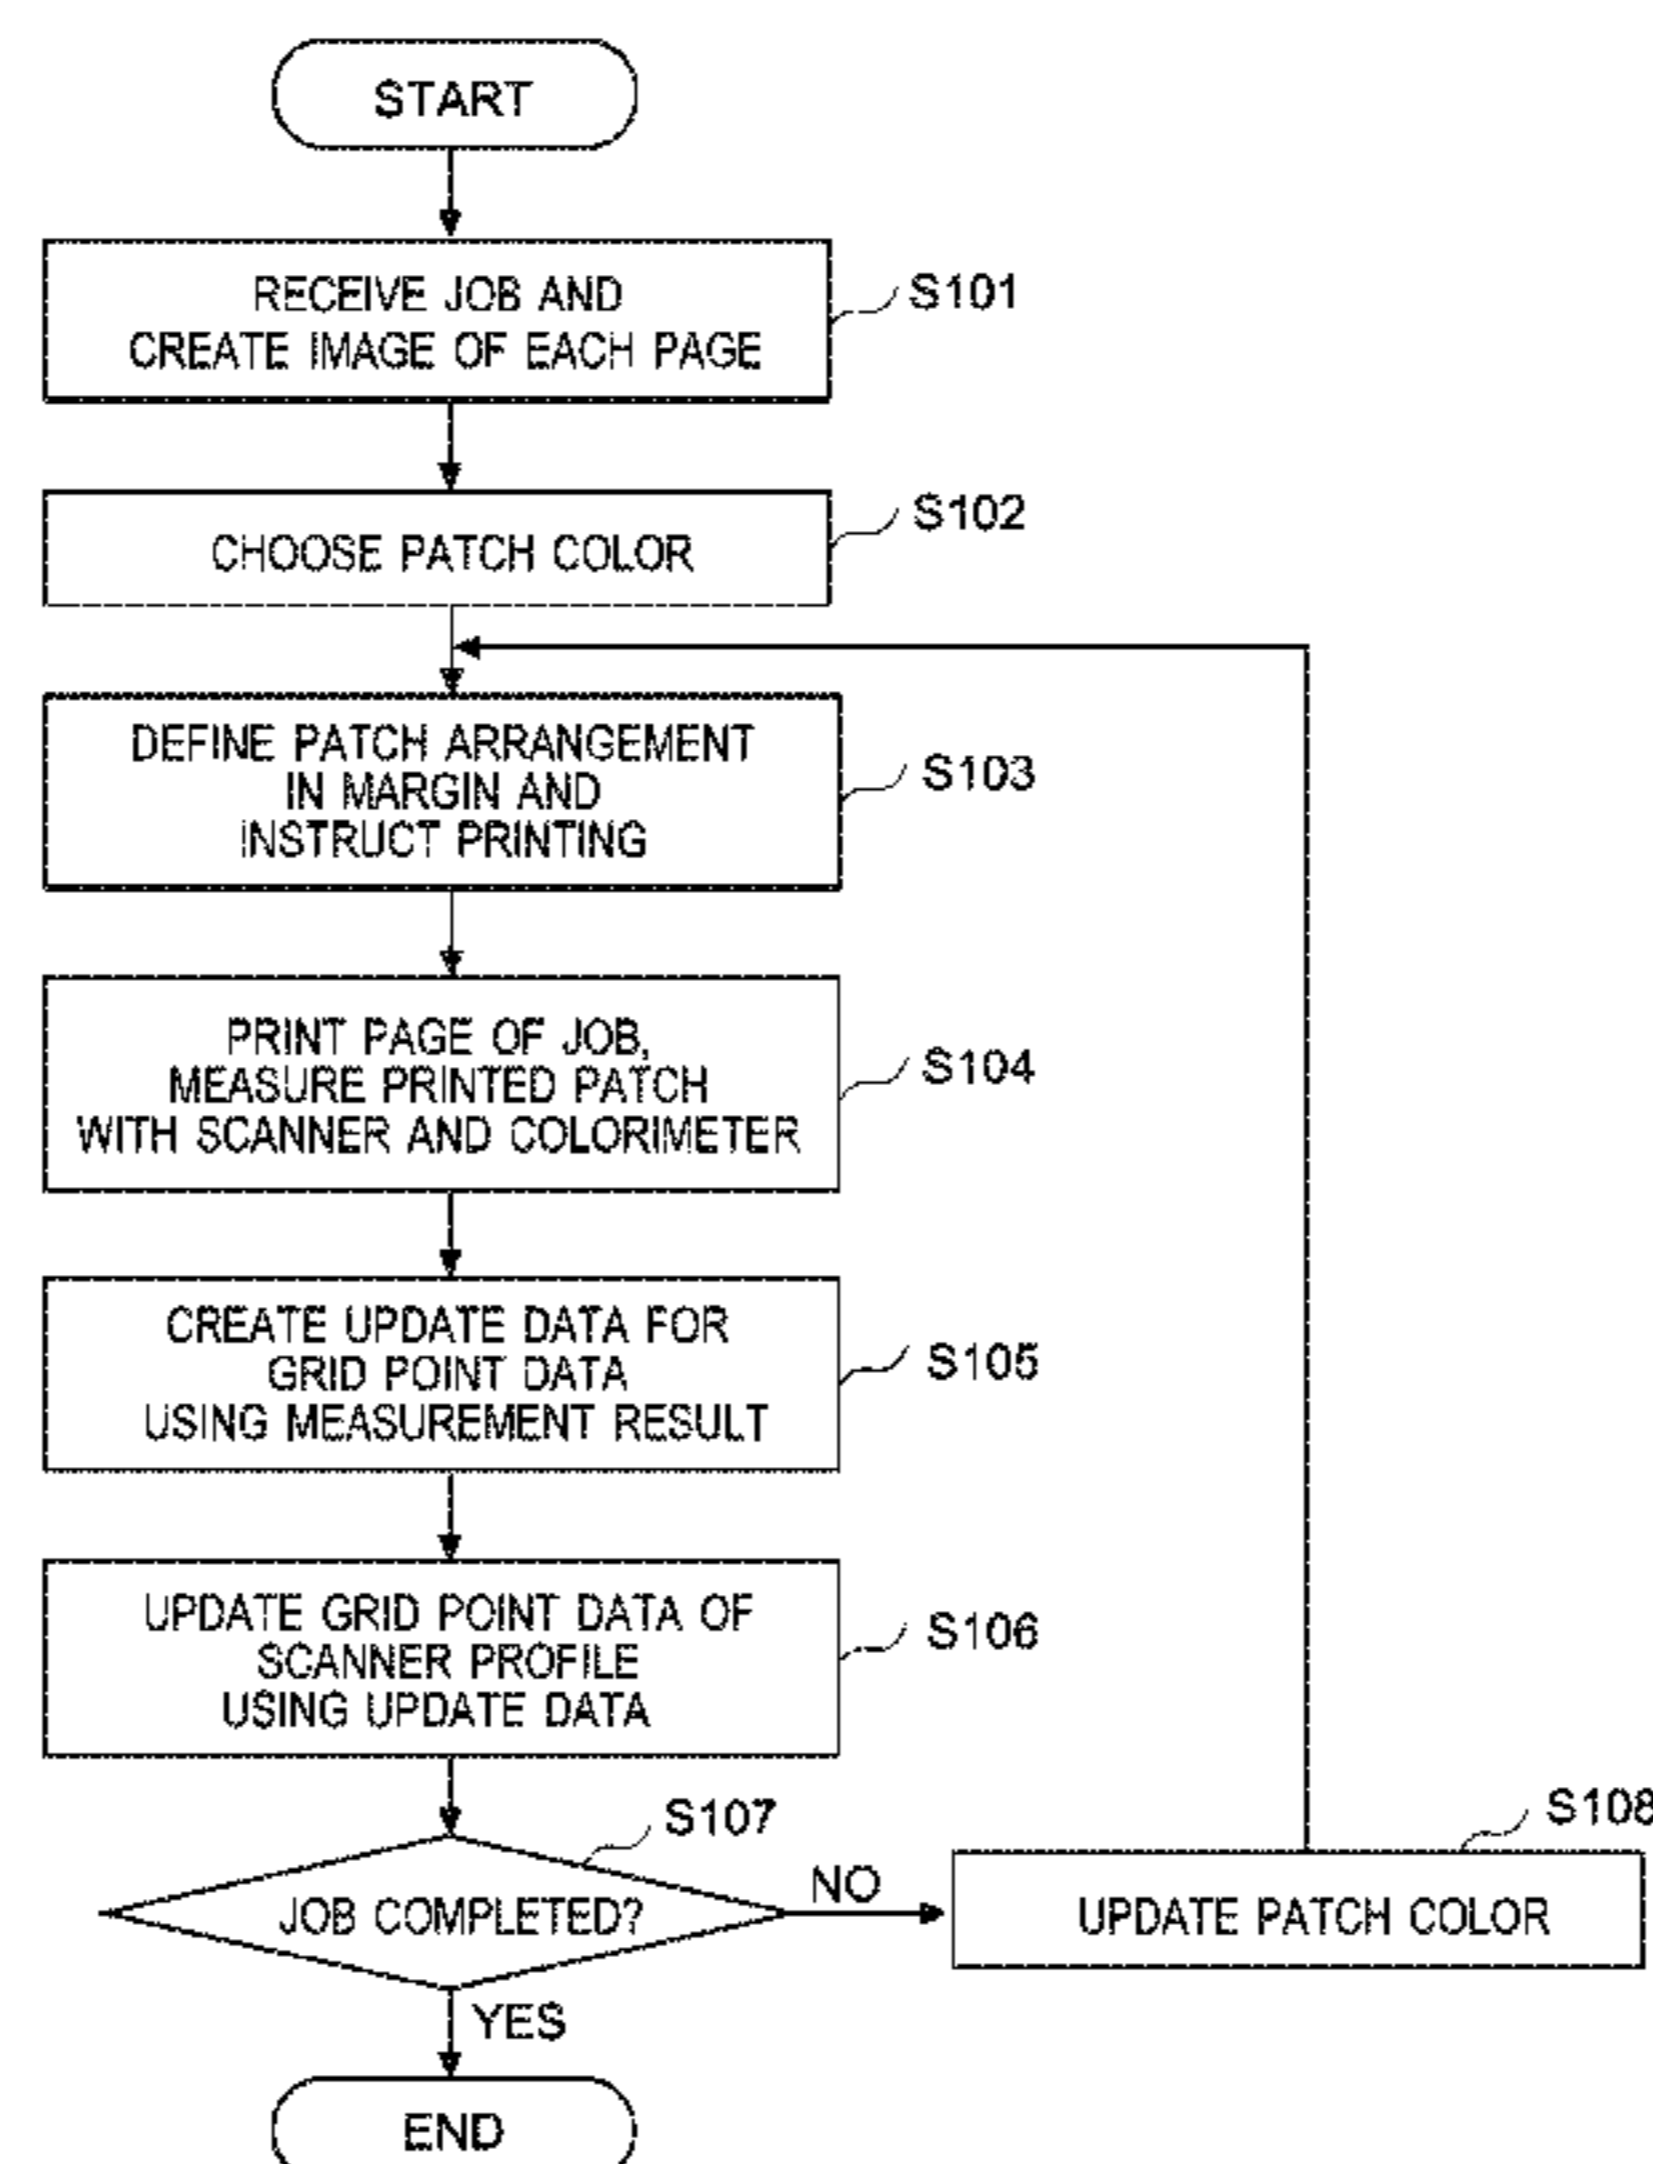 START
RECEIVE JOB AND
CREATE IMAGE OF EACH PAGE
S101
CHOOSE PATCH COLOR
S102
DEFINE PATCH ARRANGEMENT
IN MARGIN AND
INSTRUCT PRINTING
S103
PRINT PAGE OF JOB,
MEASURE PRINTED PATCH
WITH SCANNER AND COLORIMETER
S104
CREATE UPDATE DATA FOR
GRID POINT DATA
USING MEASUREMENT RESULT
S105
UPDATE GRID POINT DATA OF
SCANNER PROFILE
USING UPDATE DATA
S106
JOB COMPLETED?
S107
NO
UPDATE PATCH COLOR
S108
YES
END